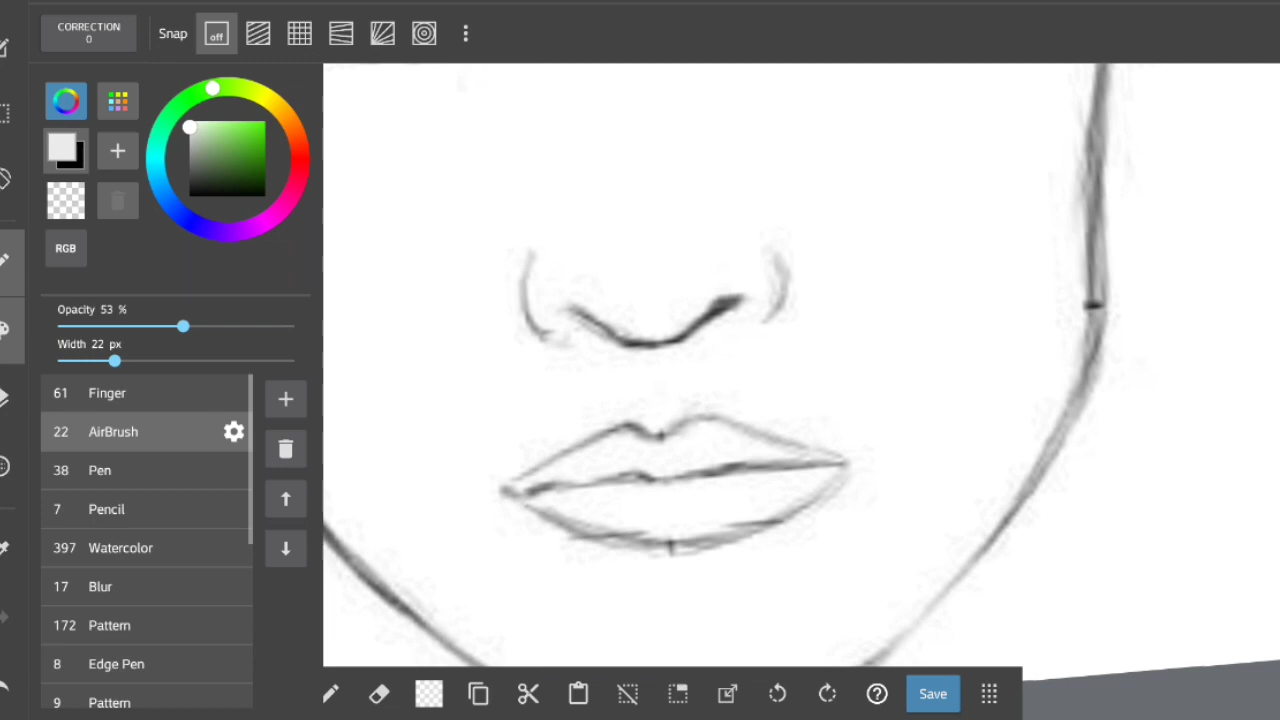 CORRECTION
0
Snap
off
RGB
Opacity 53 %
Width 22 px
61 Finger
22 AirBrush
38 Pen
7 Pencil
397 Watercolor
17 Blur
172 Pattern
8 Edge Pen
9 Pattern
Save